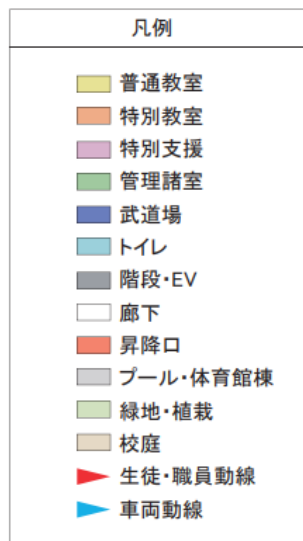 凡例
普通教室
特別教室
特別支援
管理諸室
武道場
トイレ
階段・EV
廊下
昇降口
プール・体育館棟
緑地・植栽
校庭
生徒・職員動線
車両動線